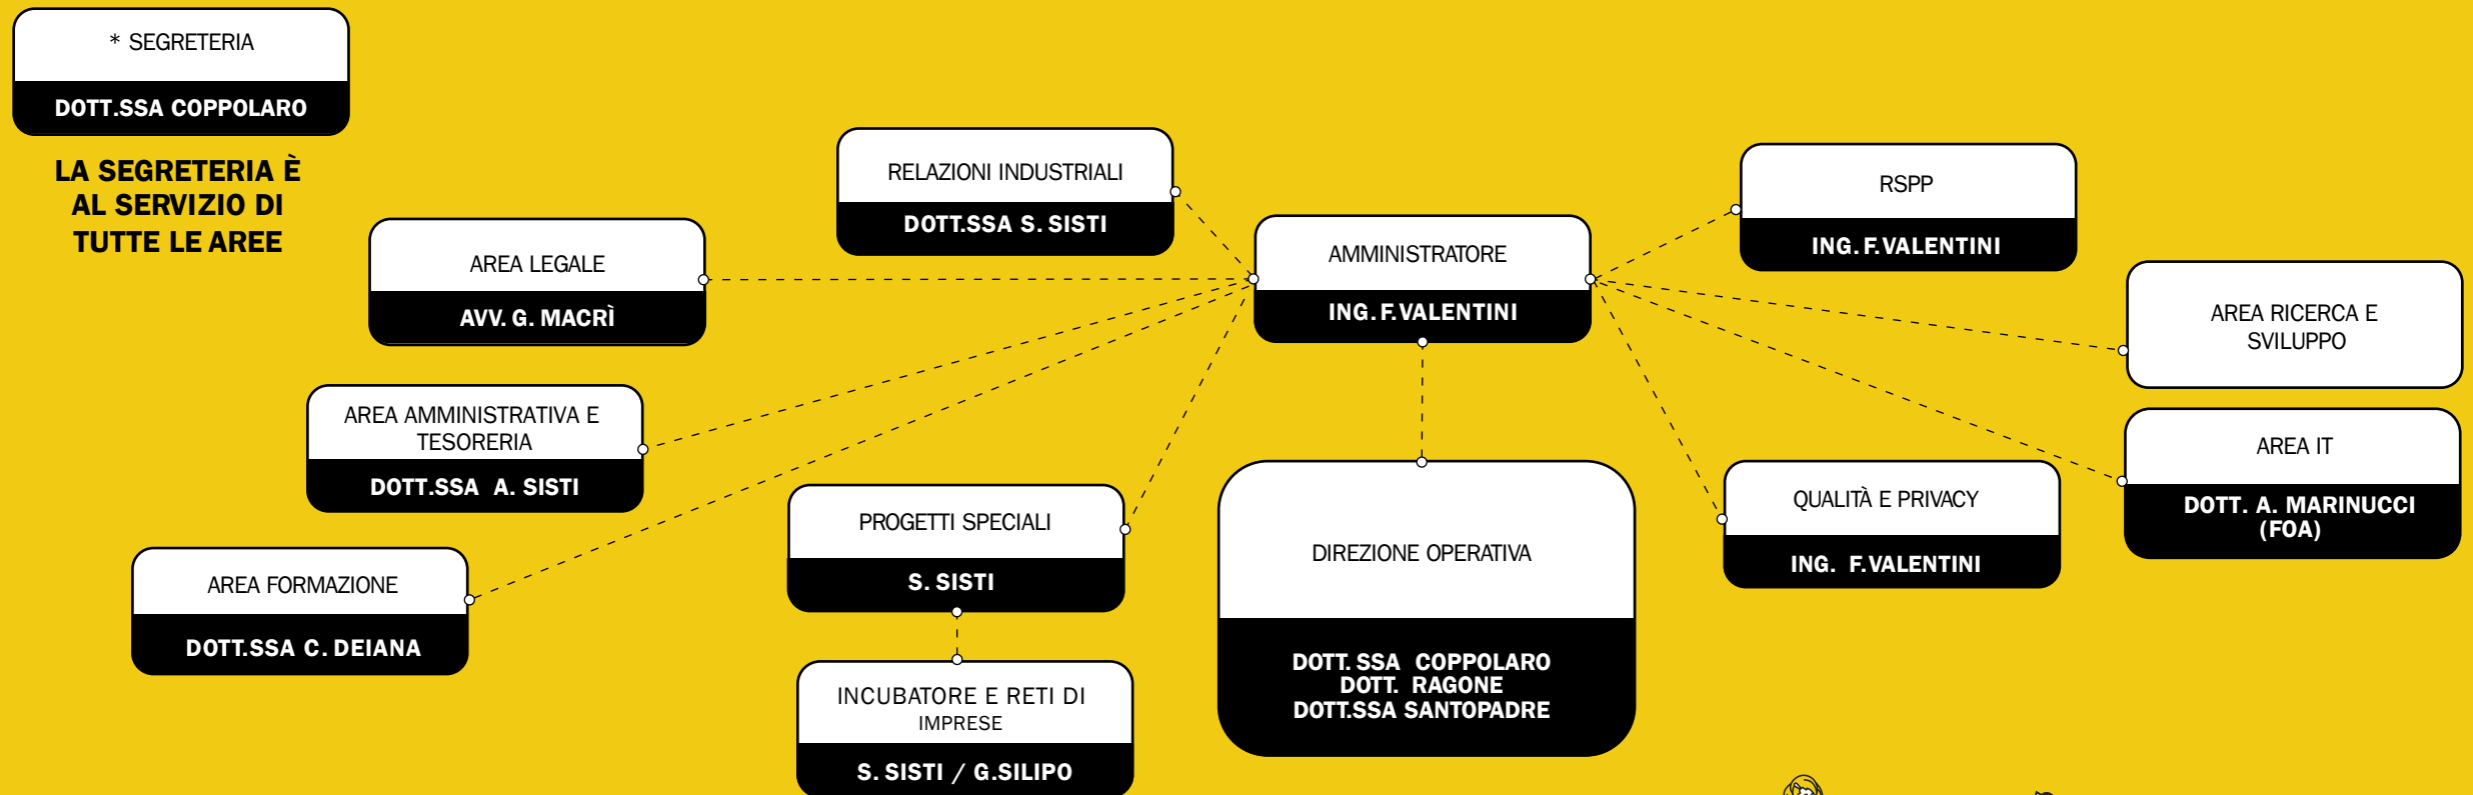 * SEGRETERIA
DOTT.SSA COPPOLARO
LA SEGRETERIA È
AL SERVIZIO DI
TUTTE LE AREE
RELAZIONI INDUSTRIALI
DOTT.SSA S. SISTI
AREA LEGALE
AVV. G. MACRÌ
AMMINISTRATORE
ING. F. VALENTINI
RSPP
ING. F. VALENTINI
AREA RICERCA E
SVILUPPO
AREA AMMINISTRATIVA E
TESORERIA
DOTT.SSA A. SISTI
AREA IT
DOTT. A. MARINUCCI
(FOA)
PROGETTI SPECIALI
S. SISTI
DIREZIONE OPERATIVA
DOTT. SSA COPPOLARO
DOTT. RAGONE
DOTT.SSA SANTOPADRE
QUALITÀ E PRIVACY
ING. F. VALENTINI
AREA FORMAZIONE
DOTT.SSA C. DEIANA
INCUBATORE E RETI DI
IMPRESE
S. SISTI / G.SILIPO